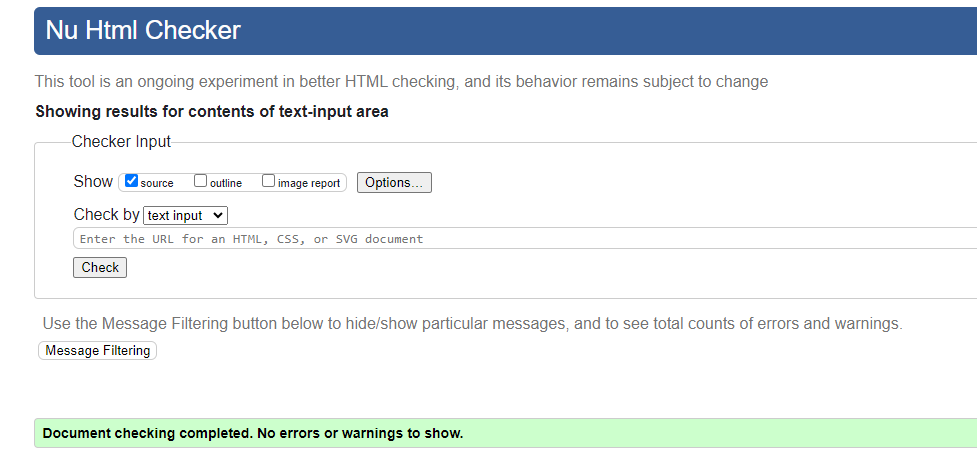 Nu Html Checker
This tool is an ongoing experiment in better HTML checking, and its behavior remains subject to change
Showing results for contents of text-input area
Checker Input
Show source outline image report Options...
Check by text input
Enter the URL for an HTML, CSS, or SVG document
Check
Use the Message Filtering button below to hide/show particular messages, and to see total counts of errors and warnings.
Message Filtering
Document checking completed. No errors or warnings to show.